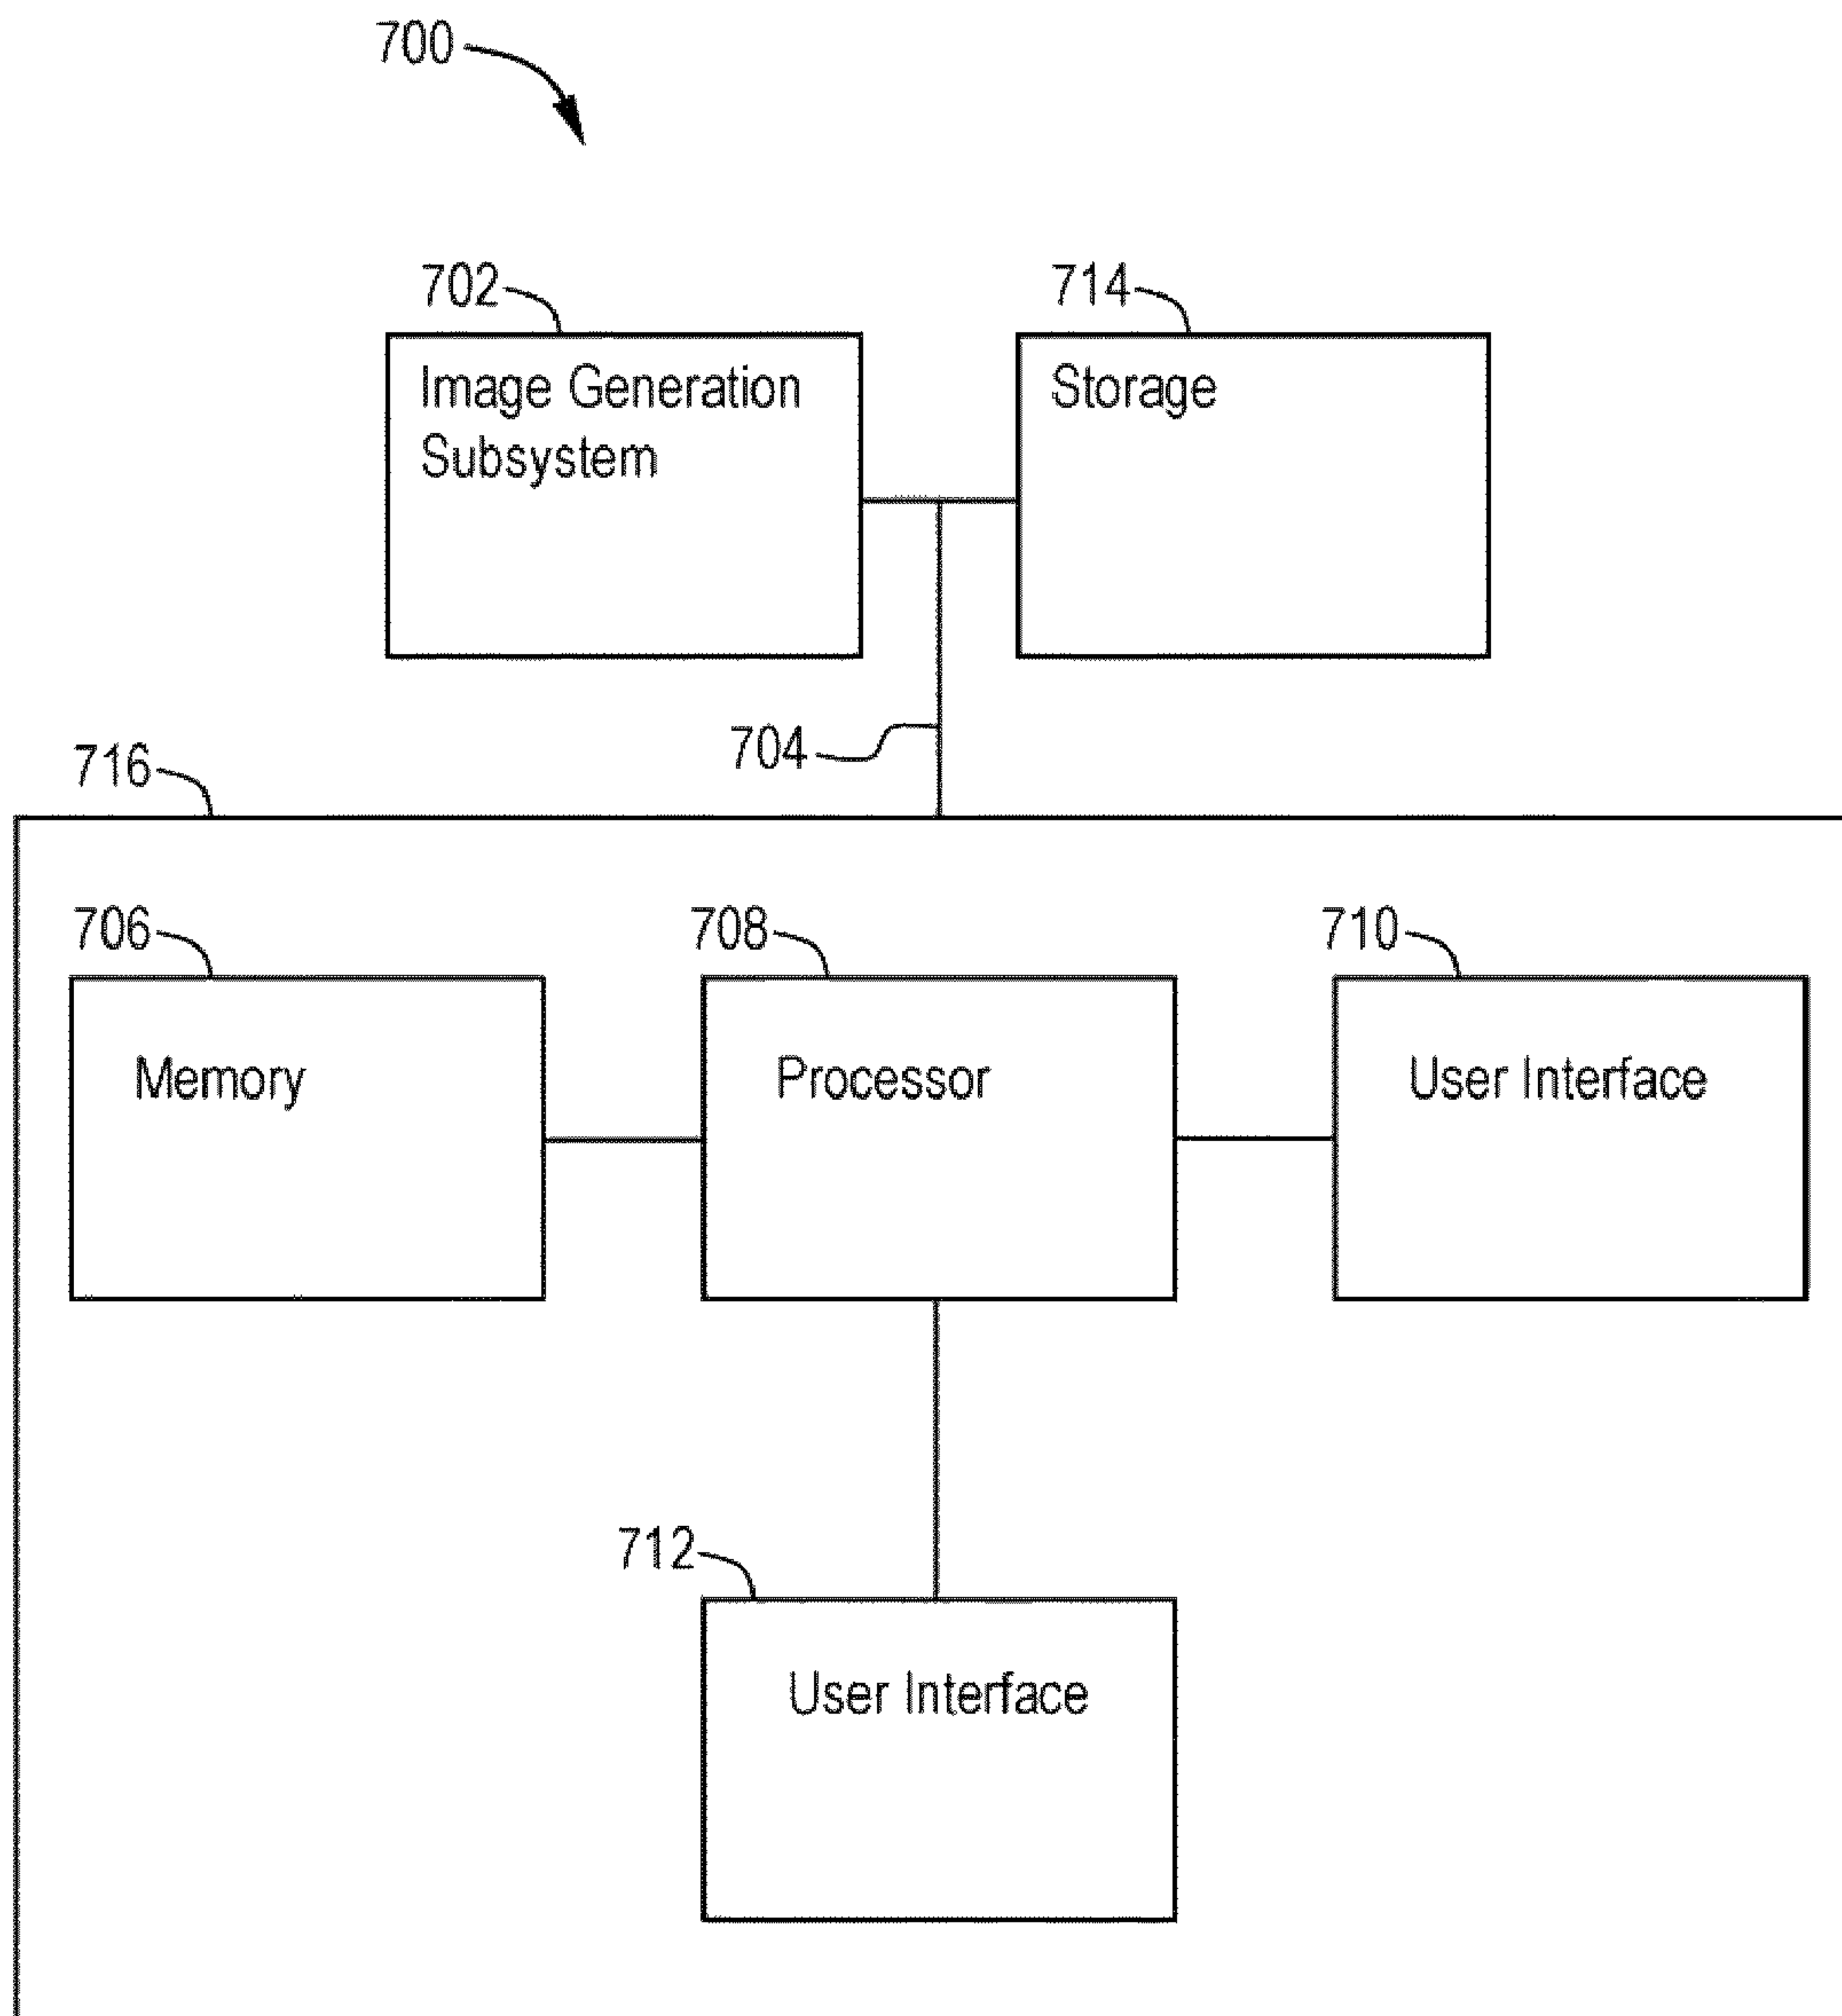 700
702
714
Image Generation
Subsystem
Storage
704
716
706
708
710
Memory
Processor
User Interface
712
User Interface